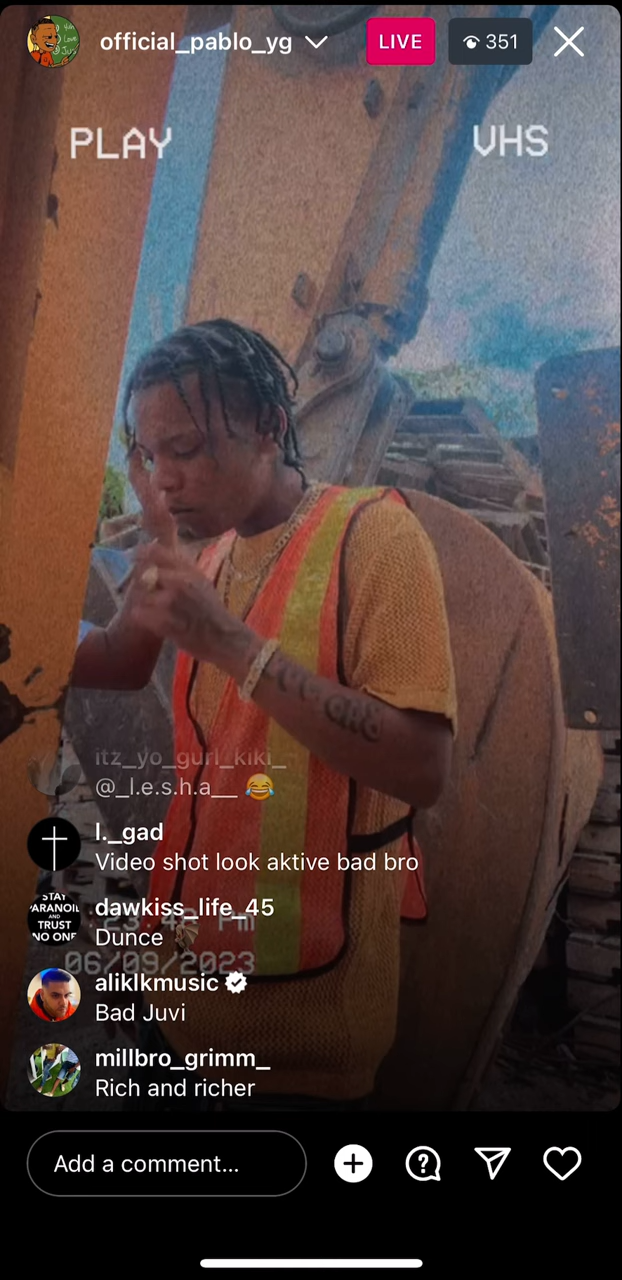 official_pablo_yg
LIVE
351
PLAY
VHS
itz_yo_gurl_kiki_
@_l.e.s.h.a__ 😂
l._gad
Video shot look aktive bad bro
STAY
PARANOID
AND
TRUST
NO ONE
dawkiss_life_45
Dunce
PM
06/09/2023
aliklkmusic
Bad Juvi
millbro_grimm_
Rich and richer
Add a comment...